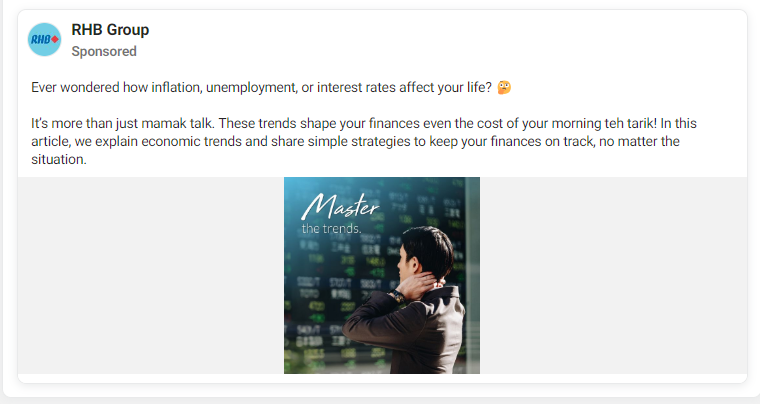 RHB
RHB Group
Sponsored
Ever wondered how inflation, unemployment, or interest rates affect your life? 🤔
It's more than just mamak talk. These trends shape your finances even the cost of your morning teh tarik! In this
article, we explain economic trends and share simple strategies to keep your finances on track, no matter the
situation.
Master
the trends.